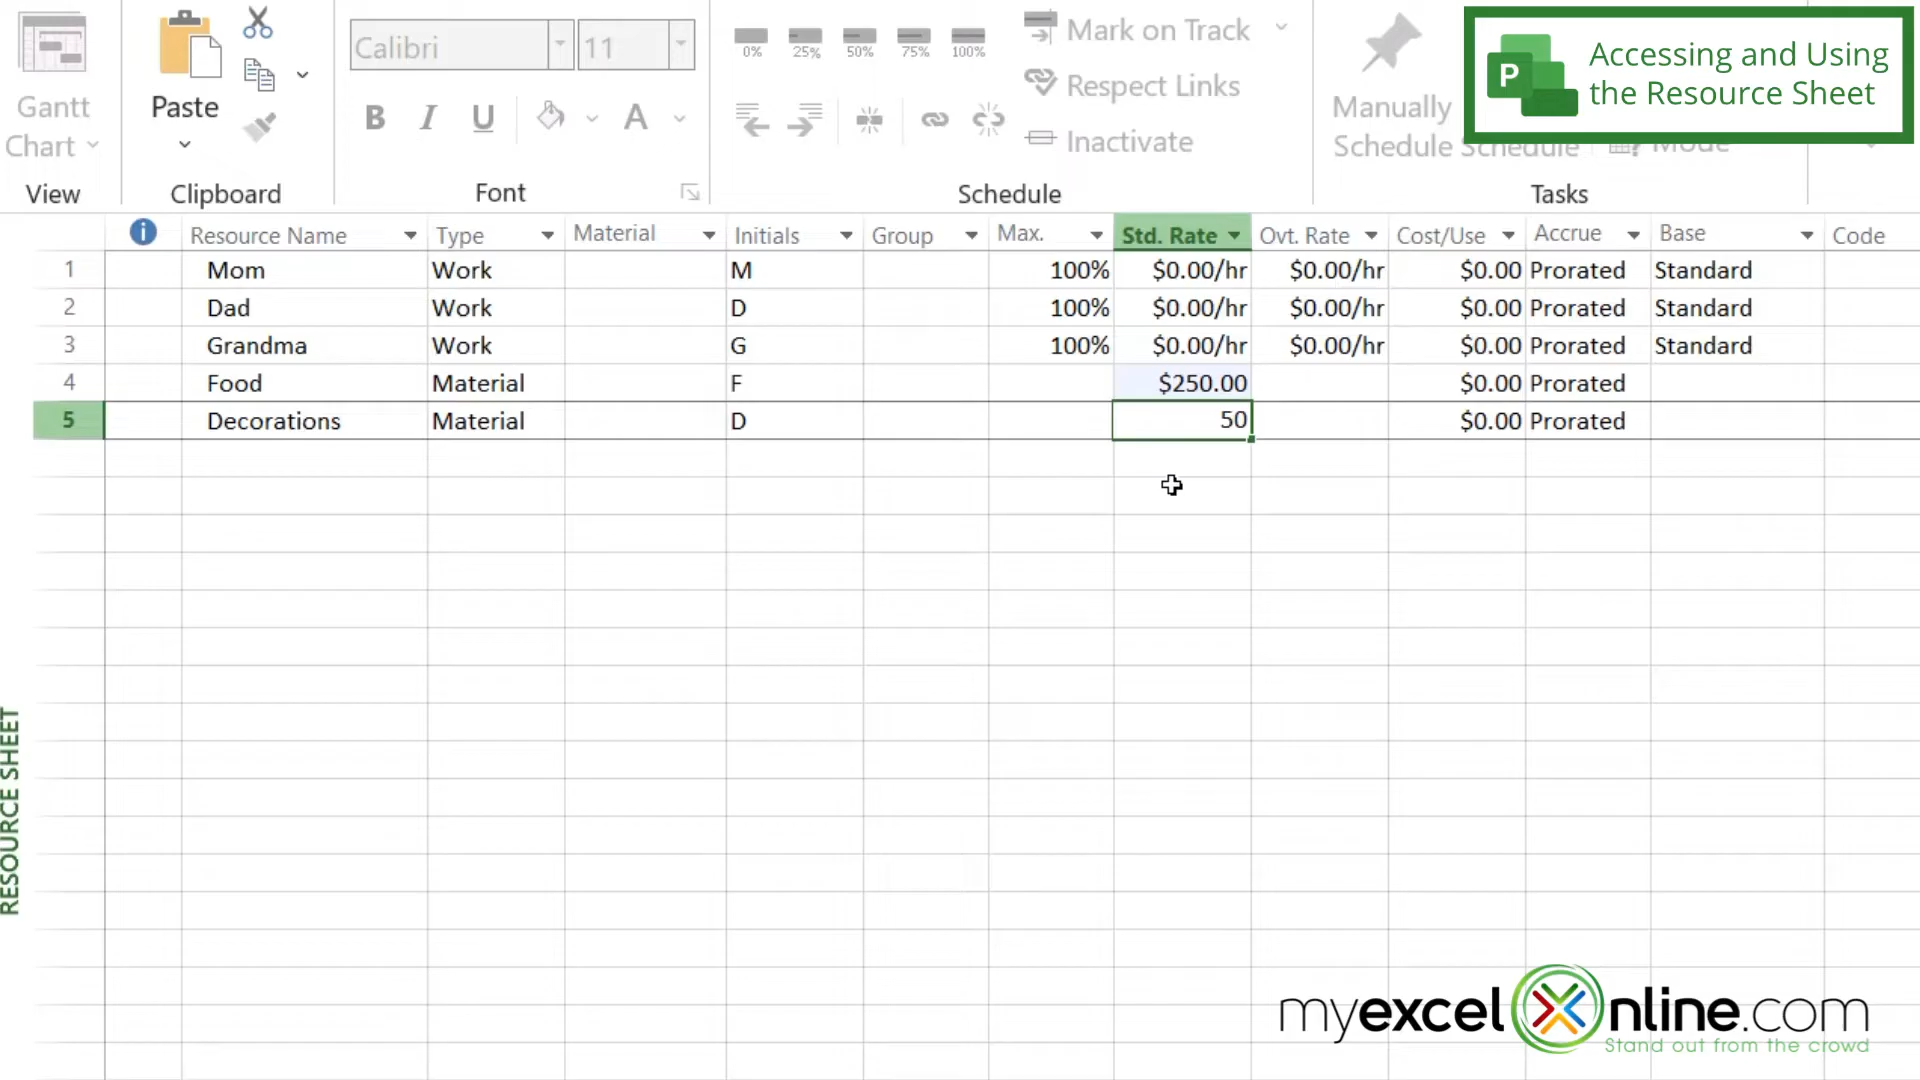 Calibri
11
0%
25%
50%
75%
100%
Mark on Track
P
Accessing and Using
the Resource Sheet
Gantt
Chart
Paste
B I U
A
Respect Links
Inactivate
Manually
Schedule Schedule
Mode
View
Clipboard
Font
Schedule
Tasks
i Resource Name Type Material Initials Group Max. Std. Rate Ovt. Rate Cost/Use Accrue Base Code
1 Mom Work M 100% $0.00/hr $0.00/hr $0.00 Prorated Standard
2 Dad Work D 100% $0.00/hr $0.00/hr $0.00 Prorated Standard
3 Grandma Work G 100% $0.00/hr $0.00/hr $0.00 Prorated Standard
4 Food Material F $250.00 $0.00 Prorated
5 Decorations Material D 50 $0.00 Prorated
RESOURCE SHEET
myexcelOnline.com
Stand out from the crowd